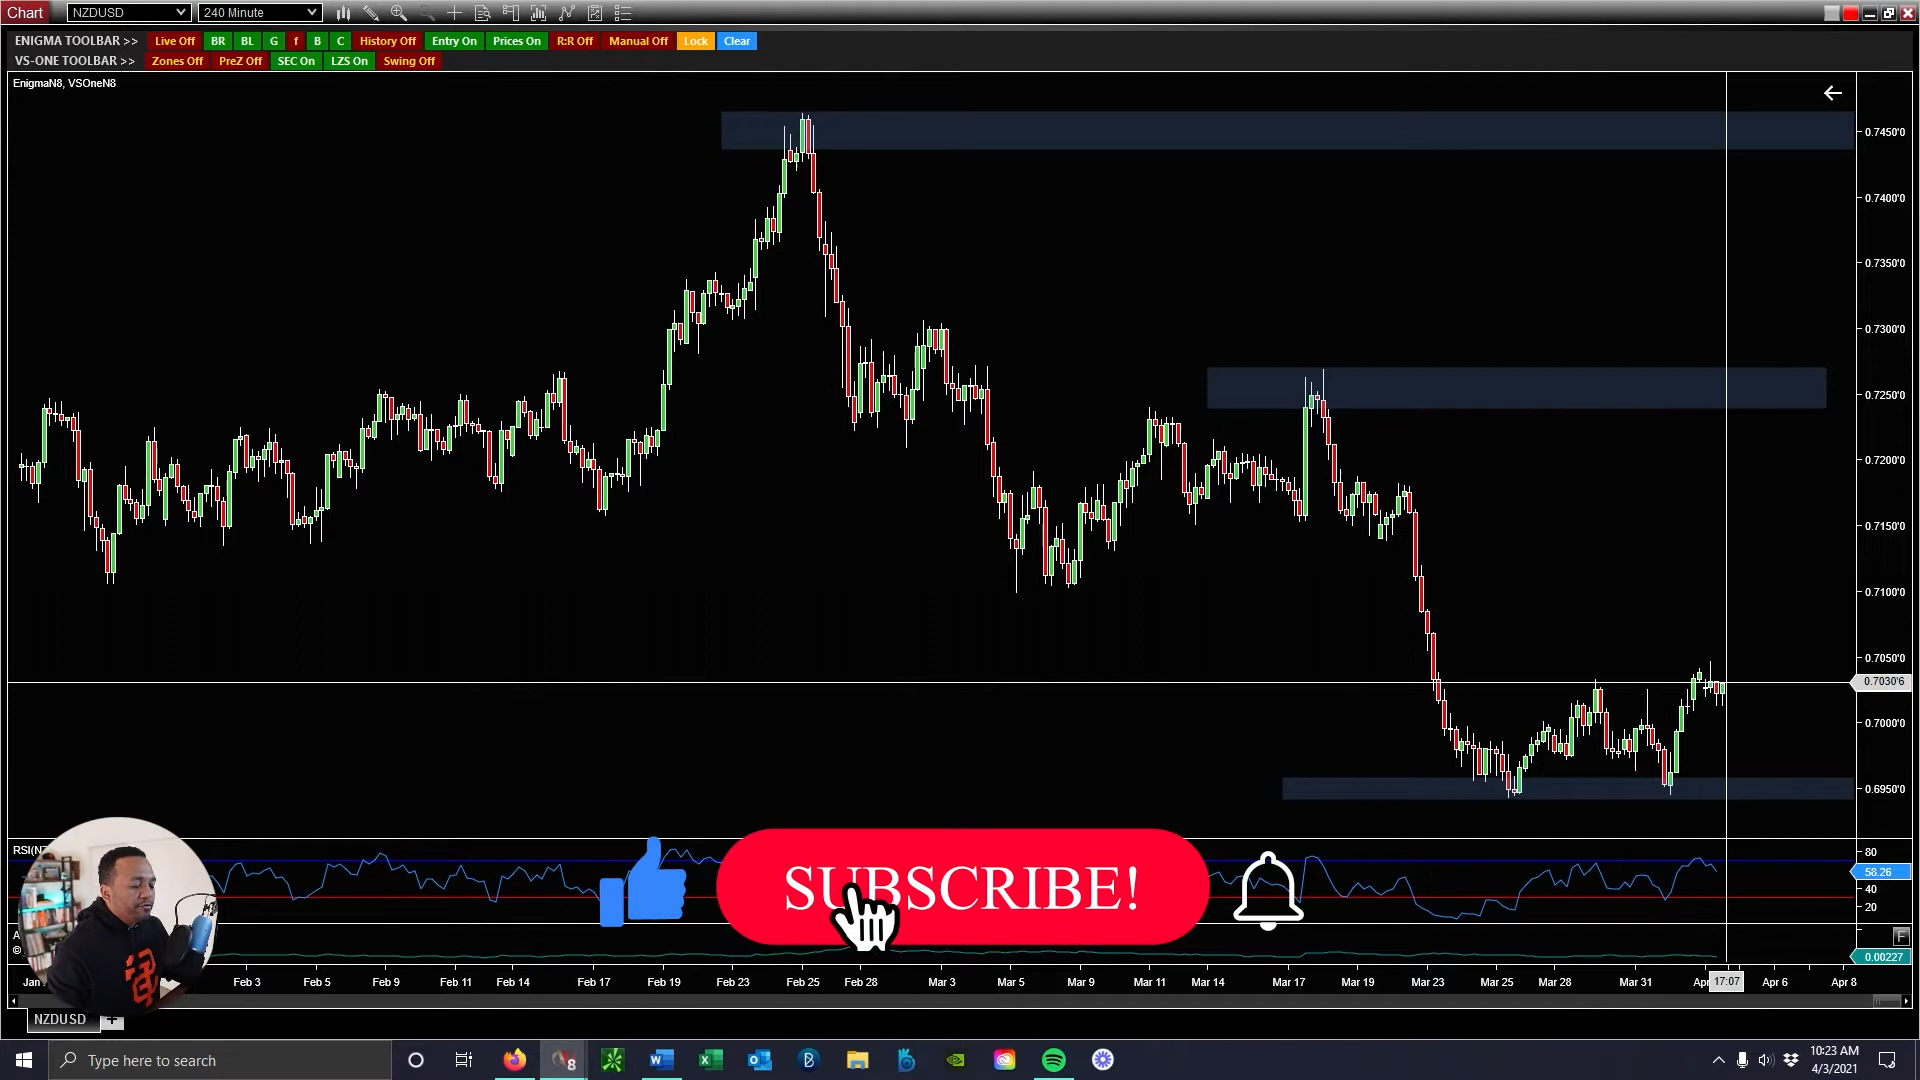 Chart NZDUSD 240 Minute
ENIGMA TOOLBAR >> Live Off BR BL G f B C History Off Entry On Prices On R:R Off Manual Off Lock Clear
VS-ONE TOOLBAR >> Zones Off PreZ Off SEC On LZS On Swing Off
EnigmaN8, VSOneN8
0.7450'0
0.7400'0
0.7350'0
0.7300'0
0.7250'0
0.7200'0
0.7150'0
0.7100'0
0.7050'0
0.7030'6
0.7000'0
0.6950'0
RSI(N
80
58.26
40
20
SUBSCRIBE!
A
©
F
0.00227
Jan Feb 3 Feb 5 Feb 9 Feb 11 Feb 14 Feb 17 Feb 19 Feb 23 Feb 25 Feb 28 Mar 3 Mar 5 Mar 9 Mar 11 Mar 14 Mar 17 Mar 19 Mar 23 Mar 25 Mar 28 Mar 31 Ap 17:07 Apr 6 Apr 8
NZDUSD +
Type here to search
10:23 AM
4/3/2021